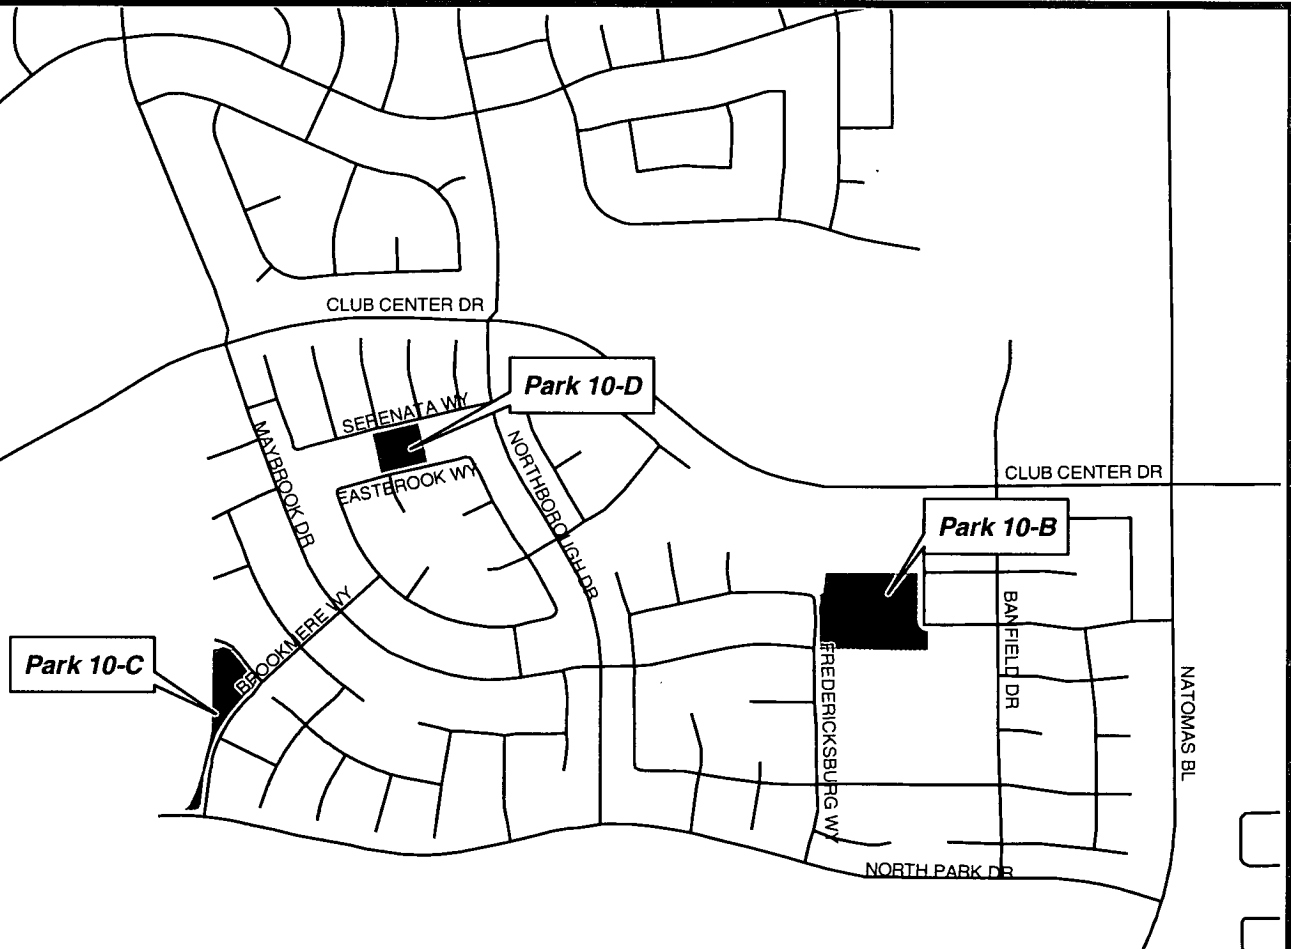 CLUB CENTER DR
Park 10-D
SERENATA WY
MAYBROOK DR
NORTHBOROUGH DR
EASTBROOK WY
CLUB CENTER DR
Park 10-B
BROOKMERE WY
BANFIELD DR
Park 10-C
FREDERICKSBURG WY
NATOMAS BL
NORTH PARK DR